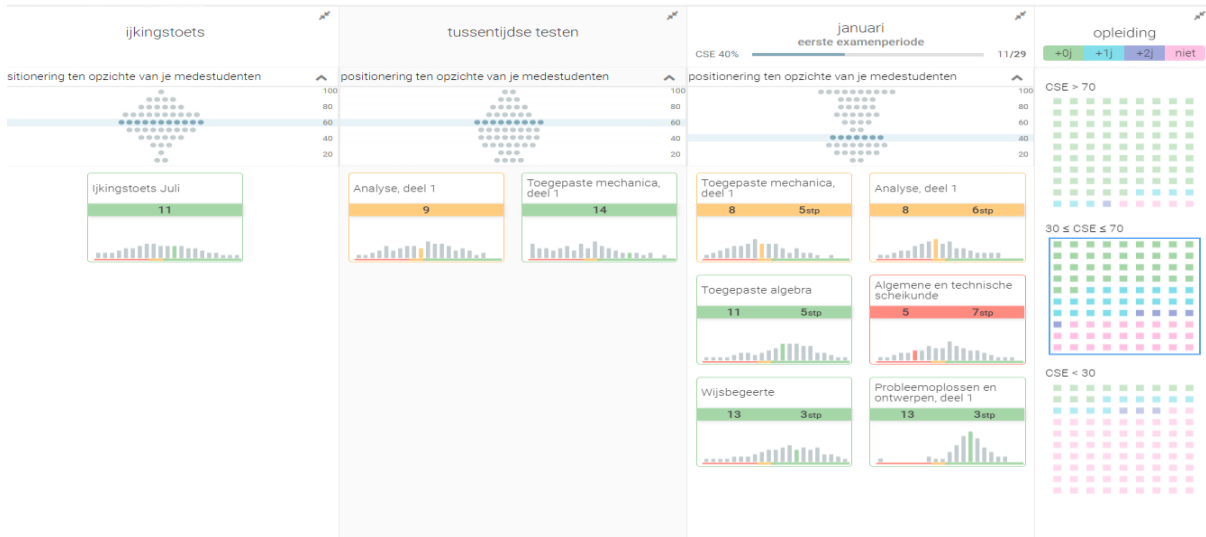 ijkingstoets
sitionering ten opzichte van je medestudenten
100
80
60
40
20
Ijkingstoets Juli
11
tussentijdse testen
positionering ten opzichte van je medestudenten
100
80
60
40
20
Analyse, deel 1
9
Toegepaste mechanica,
deel 1
14
januari
eerste examenperiode
CSE 40%
11/29
positionering ten opzichte van je medestudenten
100
80
60
40
20
Toegepaste mechanica,
deel 1
8 5stp
Analyse, deel 1
8 6stp
Toegepaste algebra
11 5stp
Algemene en technische
scheikunde
5 7stp
Wijsbegeerte
13 3stp
Probleemoplossen en
ontwerpen, deel 1
13 3stp
opleiding
+0j +1j +2j niet
CSE > 70
30 ≤ CSE ≤ 70
CSE < 30